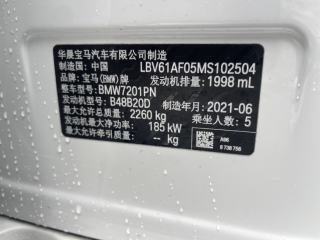 华晨宝马汽车有限公司制造
制造国：中国 LBV61AF05MS102504
品牌：宝马(BMW)牌
发动机排量：1998 mL
整车型号：BMW7201PN
发动机型号：B48B20D 制造年月：2021-06
最大允许总质量：2260 kg 乘坐人数：5
发动机最大净功率：185 kW
最大允许牵引质量： - kg